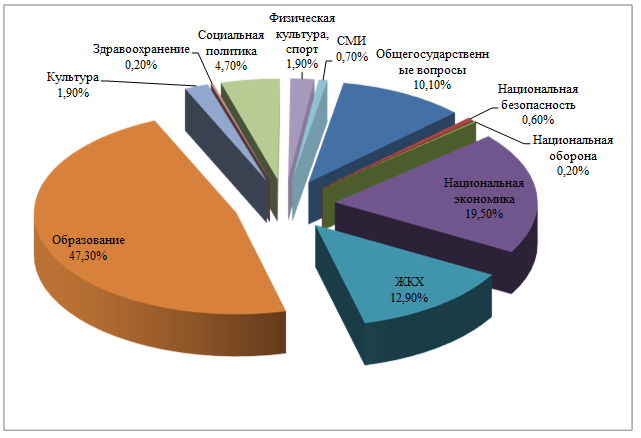 Физическая
культура,
спорт
1,90%
СМИ
0,70%
Общегосударственн
ые вопросы
10,10%
Национальная
безопасность
0,60%
Национальная
оборона
0,20%
Национальная
экономика
19,50%
ЖКХ
12,90%
Образование
47,30%
Культура
1,90%
Здравоохранение
0,20%
Социальная
политика
4,70%